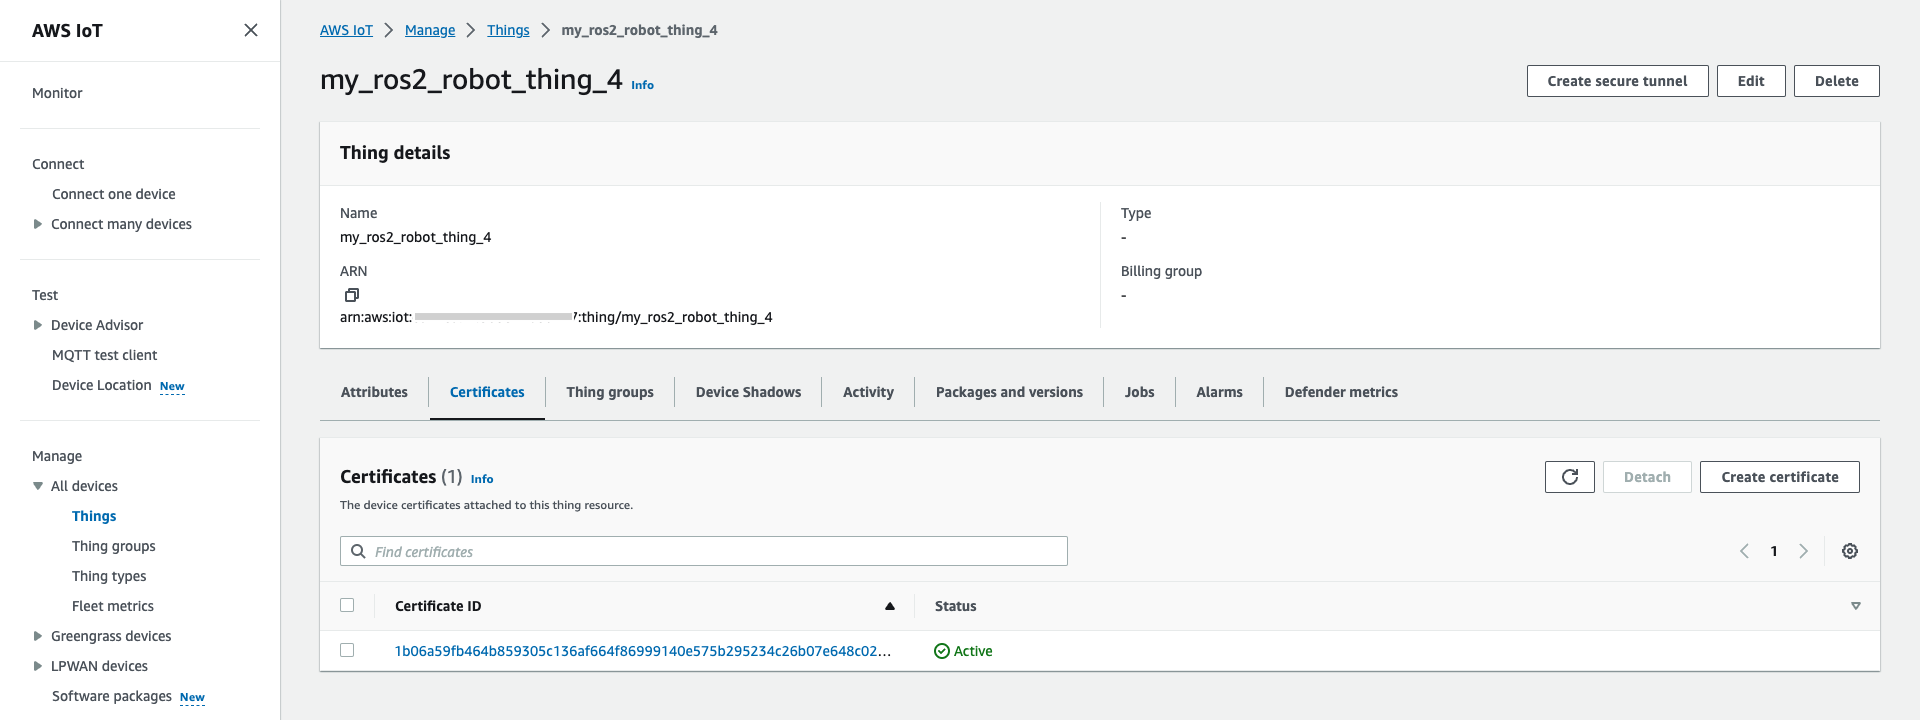 AWS IoT
Monitor
Connect
Connect one device
Connect many devices
Test
Device Advisor
MQTT test client
Device Location New
Manage
All devices
Things
Thing groups
Thing types
Fleet metrics
Greengrass devices
LPWAN devices
Software packages New
AWS IoT Manage Things my_ros2_robot_thing_4
my_ros2_robot_thing_4 Info
Create secure tunnel Edit Delete
Thing details
Name
my_ros2_robot_thing_4
ARN
arn:aws:iot: 7:thing/my_ros2_robot_thing_4
Type
-
Billing group
-
Attributes Certificates Thing groups Device Shadows Activity Packages and versions Jobs Alarms Defender metrics
Certificates (1) Info
The device certificates attached to this thing resource.
Detach Create certificate
Find certificates
1
Certificate ID Status
1b06a59fb464b859305c136af664f86999140e575b295234c26b07e648c02... Active